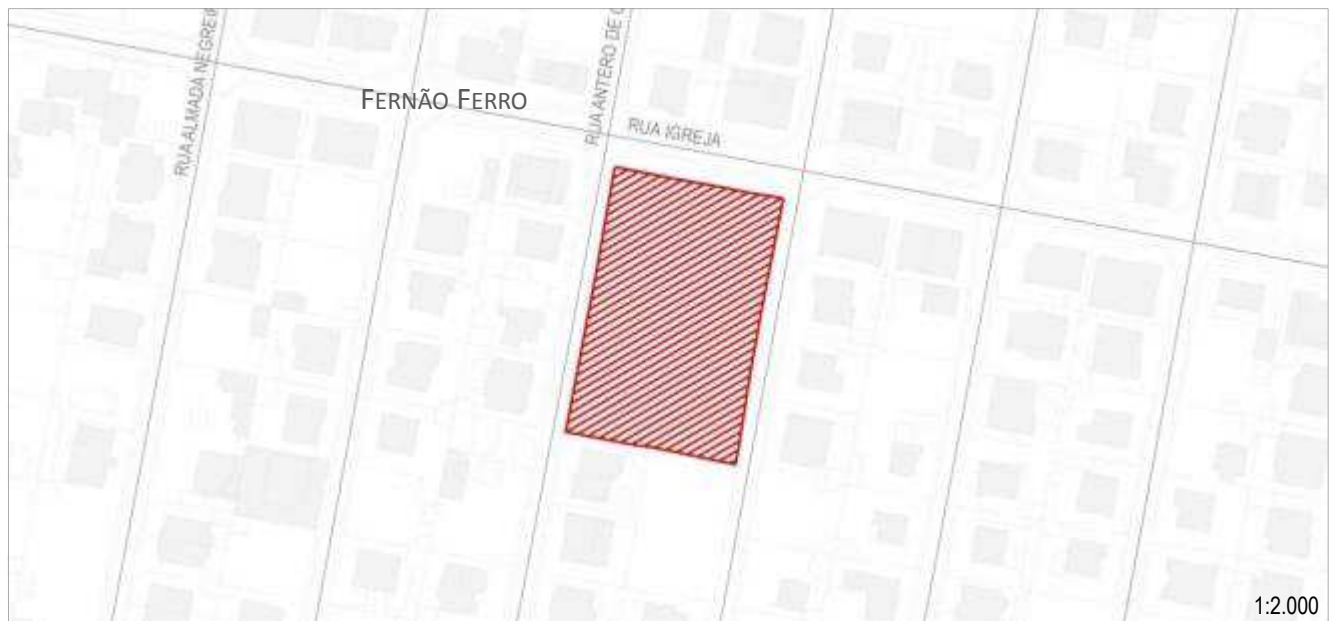 RUA ALMADA NEGREI
FERNÃO FERRO
RUA ANTERO DE
RUA IGREJA
1:2.000